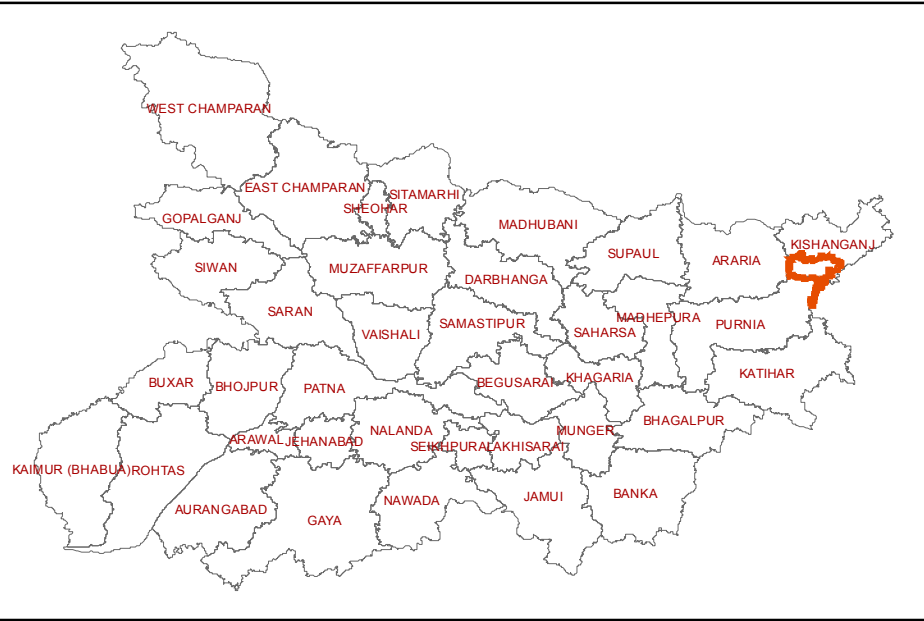 WEST CHAMPARAN
EAST CHAMPARAN
SITAMARHI
SHEOHAR
GOPALGANJ
MADHUBANI
KISHANGANJ
SUPAUL
ARARIA
SIWAN
MUZAFFARPUR
DARBHANGA
SARAN
MADHEPURA
SAMASTIPUR
PURNIA
VAISHALI
SAHARSA
KATIHAR
BUXAR
BHOJPUR
PATNA
BEGUSARAI
KHAGARIA
BHAGALPUR
NALANDA
MUNGER
ARAWAL
JEHANABAD
SEIKHPURA
LAKHISARAI
KAIMUR (BHABUA)
ROHTAS
JAMUI
BANKA
NAWADA
AURANGABAD
GAYA